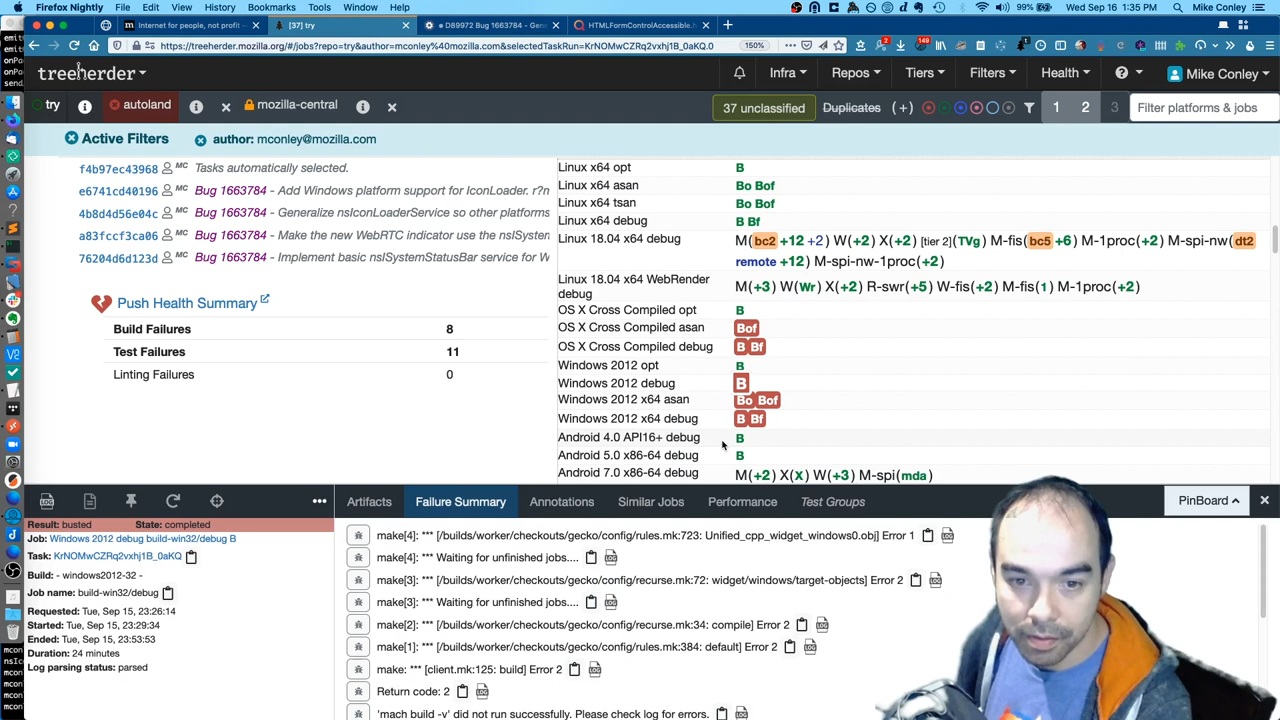 Firefox Nightly File Edit View History Bookmarks Tools Window Help 99% Wed Sep 16 1:35 PM Mike Conley
Internet for people, not profit –
[37] try
D89972 Bug 1663784 - Gene
HTMLFormControlAccessible.h
https://treeherder.mozilla.org/#/jobs?repo=try&author=mconley%40mozilla.com&selectedTaskRun=KrNOMwCZRq2vxhj1B_0aKQ.0 150%
treeherder Infra Repos Tiers Filters Health Mike Conley
try autoland mozilla-central 37 unclassified Duplicates (+) 1 2 3 Filter platforms & jobs
Active Filters author: mconley@mozilla.com
f4b97ec43968 MC Tasks automatically selected.
e6741cd40196 MC Bug 1663784 - Add Windows platform support for IconLoader. r?m
4b8d4d56e04c MC Bug 1663784 - Generalize nsIconLoaderService so other platforms
a83fccf3ca06 MC Bug 1663784 - Make the new WebRTC indicator use the nsISystem
76204d6d123d MC Bug 1663784 - Implement basic nsISystemStatusBar service for W
Push Health Summary
Build Failures 8
Test Failures 11
Linting Failures 0
Linux x64 opt B
Linux x64 asan Bo Bof
Linux x64 tsan Bo Bof
Linux x64 debug B Bf
Linux 18.04 x64 debug M(bc2 +12 +2) W(+2) X(+2) [tier 2](TVg) M-fis(bc5 +6) M-1proc(+2) M-spi-nw(dt2
remote +12) M-spi-nw-1proc(+2)
Linux 18.04 x64 WebRender
debug
M(+3) W(Wr) X(+2) R-swr(+5) W-fis(+2) M-fis(1) M-1proc(+2)
OS X Cross Compiled opt B
OS X Cross Compiled asan Bof
OS X Cross Compiled debug B Bf
Windows 2012 opt B
Windows 2012 debug B
Windows 2012 x64 asan Bo Bof
Windows 2012 x64 debug B Bf
Android 4.0 API16+ debug B
Android 5.0 x86-64 debug B
Android 7.0 x86-64 debug M(+2) X(X) W(+3) M-spi(mda)
Artifacts Failure Summary Annotations Similar Jobs Performance Test Groups PinBoard
Result: busted State: completed
Job: Windows 2012 debug build-win32/debug B
Task: KrNOMwCZRq2vxhj1B_0aKQ
Build: - windows2012-32 -
Job name: build-win32/debug
Requested: Tue, Sep 15, 23:26:14
Started: Tue, Sep 15, 23:29:34
Ended: Tue, Sep 15, 23:53:53
Duration: 24 minutes
Log parsing status: parsed
make[4]: *** [/builds/worker/checkouts/gecko/config/rules.mk:723: Unified_cpp_widget_windows0.obj] Error 1
make[4]: *** Waiting for unfinished jobs....
make[3]: *** [/builds/worker/checkouts/gecko/config/recurse.mk:72: widget/windows/target-objects] Error 2
make[3]: *** Waiting for unfinished jobs....
make[2]: *** [/builds/worker/checkouts/gecko/config/recurse.mk:34: compile] Error 2
make[1]: *** [/builds/worker/checkouts/gecko/config/rules.mk:384: default] Error 2
make: *** [client.mk:125: build] Error 2
Return code: 2
'mach build -v' did not run successfully. Please check log for errors.